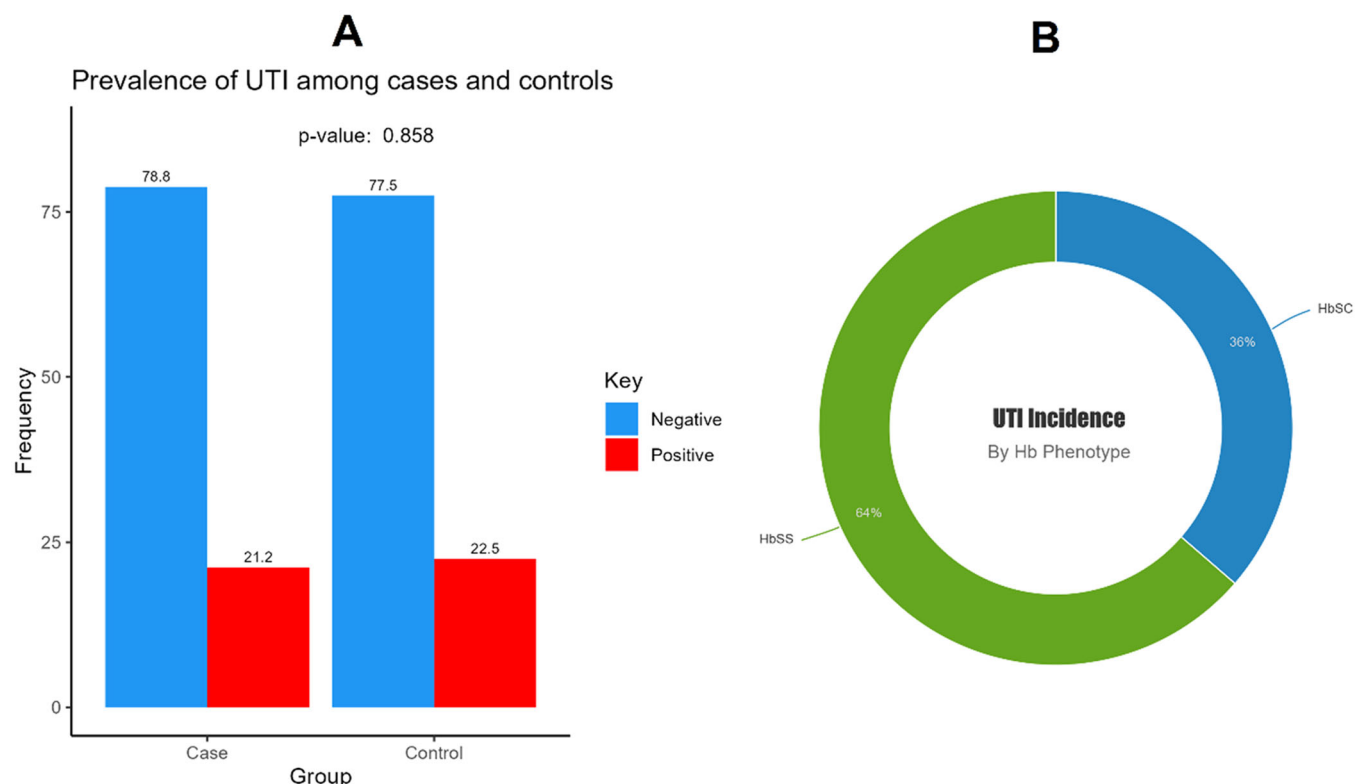 A
Prevalence of UTI among cases and controls
p-value: 0.858
78.8
77.5
21.2
22.5
75
50
25
0
Frequency
Case
Control
Group
Key
Negative
Positive
B
HbSC
36%
UTI Incidence
By Hb Phenotype
64%
HbSS